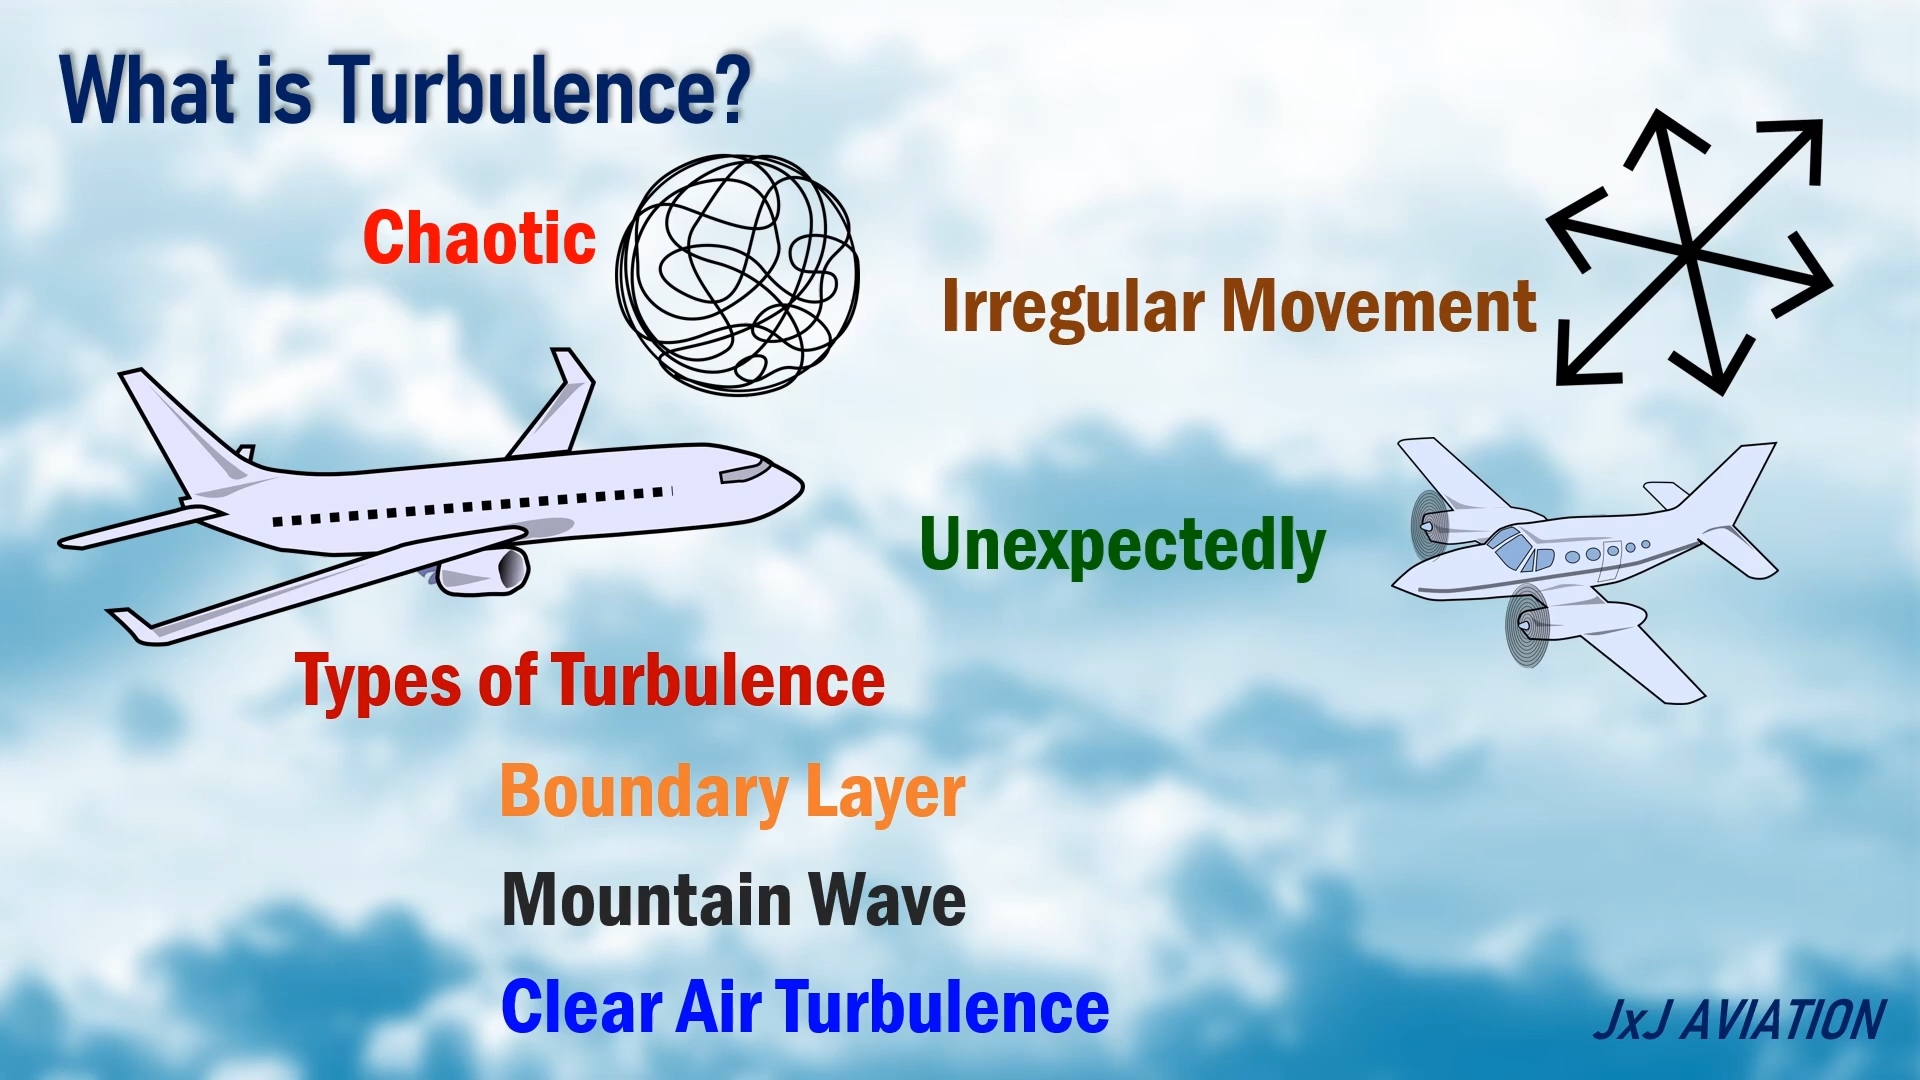 What is Turbulence?
Chaotic
Irregular Movement
Unexpectedly
Types of Turbulence
Boundary Layer
Mountain Wave
Clear Air Turbulence
JxJ AVIATION